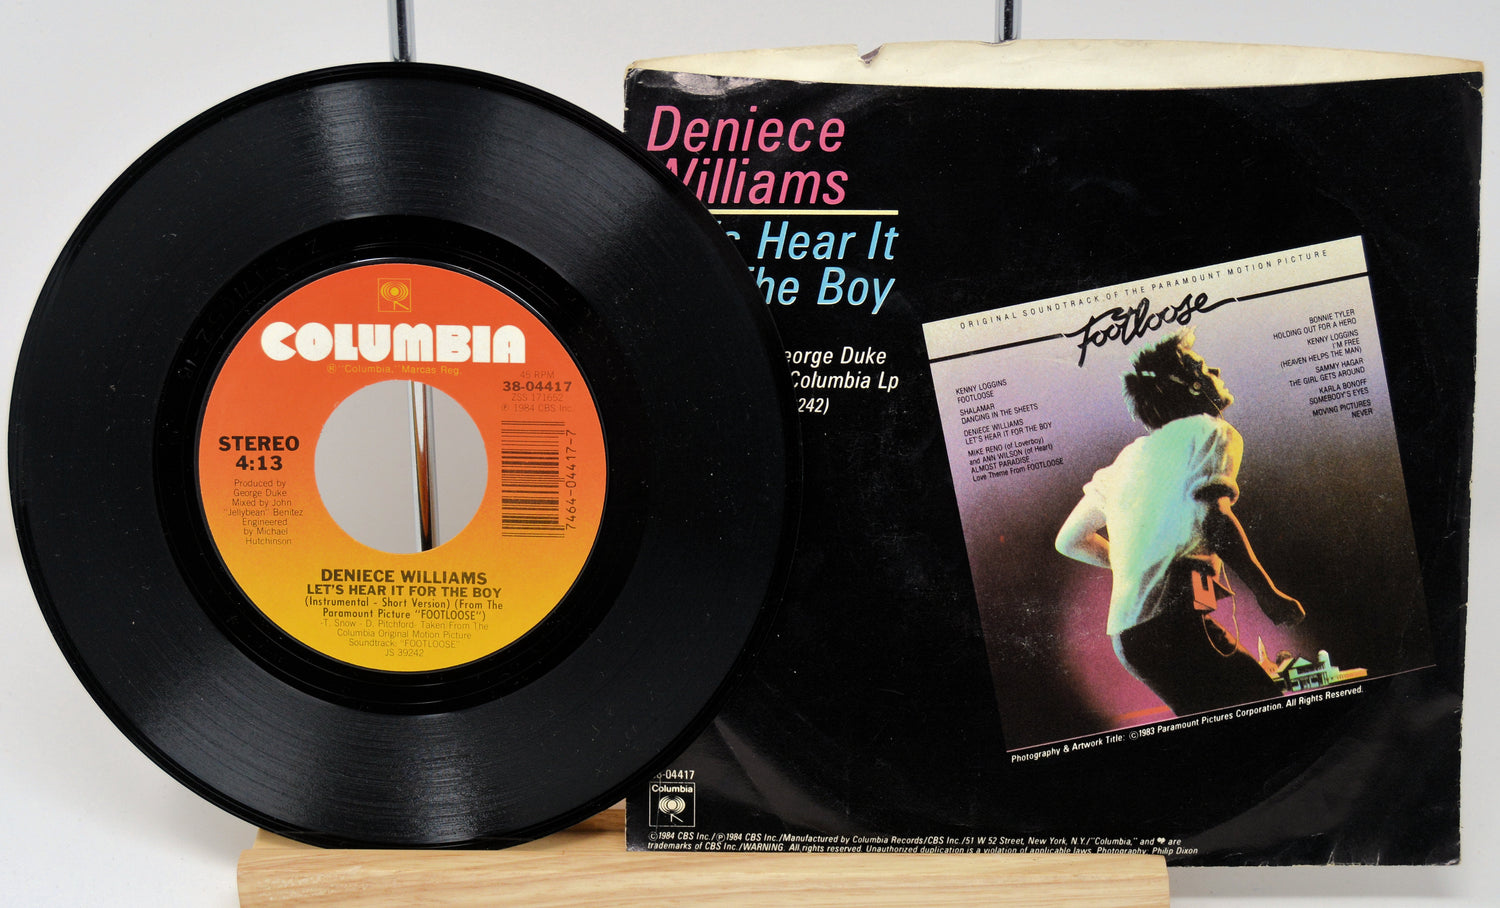 COLUMBIA
® "Columbia," Marcas Reg.
45 RPM
38-04417
ZSS 171652
℗ 1984 CBS Inc.
STEREO
4:13
Produced by
George Duke
Mixed by John
"Jellybean" Benitez
Engineered
by Michael
Hutchinson
7464-04417-7
DENIECE WILLIAMS
LET'S HEAR IT FOR THE BOY
(Instrumental - Short Version) (From The
Paramount Picture "FOOTLOOSE")
-T. Snow - D. Pitchford- Taken From The
Columbia Original Motion Picture
Soundtrack: "FOOTLOOSE"
JS 39242
Deniece
Williams
Hear It
he Boy
eorge Duke
Columbia Lp
242)
ORIGINAL SOUNDTRACK OF THE PARAMOUNT MOTION PICTURE
Footloose
KENNY LOGGINS
FOOTLOOSE
SHALAMAR
DANCING IN THE SHEETS
DENIECE WILLIAMS
LET'S HEAR IT FOR THE BOY
MIKE RENO (of Loverboy)
and ANN WILSON (of Heart)
ALMOST PARADISE...
Love Theme From FOOTLOOSE
BONNIE TYLER
HOLDING OUT FOR A HERO
KENNY LOGGINS
I'M FREE
(HEAVEN HELPS THE MAN)
SAMMY HAGAR
THE GIRL GETS AROUND
KARLA BONOFF
SOMEBODY'S EYES
MOVING PICTURES
NEVER
Photography & Artwork Title: ©1983 Paramount Pictures Corporation. All Rights Reserved.
38-04417
Columbia
©1984 CBS Inc./℗1984 CBS Inc./Manufactured by Columbia Records/CBS Inc./51 W 52 Street, New York, N.Y./"Columbia," and ❤ are
trademarks of CBS Inc./WARNING. All rights reserved. Unauthorized duplication is a violation of applicable laws. Photography: Philip Dixon